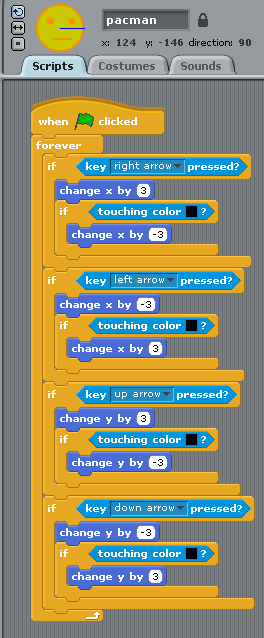 pacman
x: 124 y: -146 direction: 90
Scripts Costumes Sounds
when clicked
forever
if key right arrow pressed?
change x by 3
if touching color ?
change x by -3
if key left arrow pressed?
change x by -3
if touching color ?
change x by 3
if key up arrow pressed?
change y by 3
if touching color ?
change y by -3
if key down arrow pressed?
change y by -3
if touching color ?
change y by 3